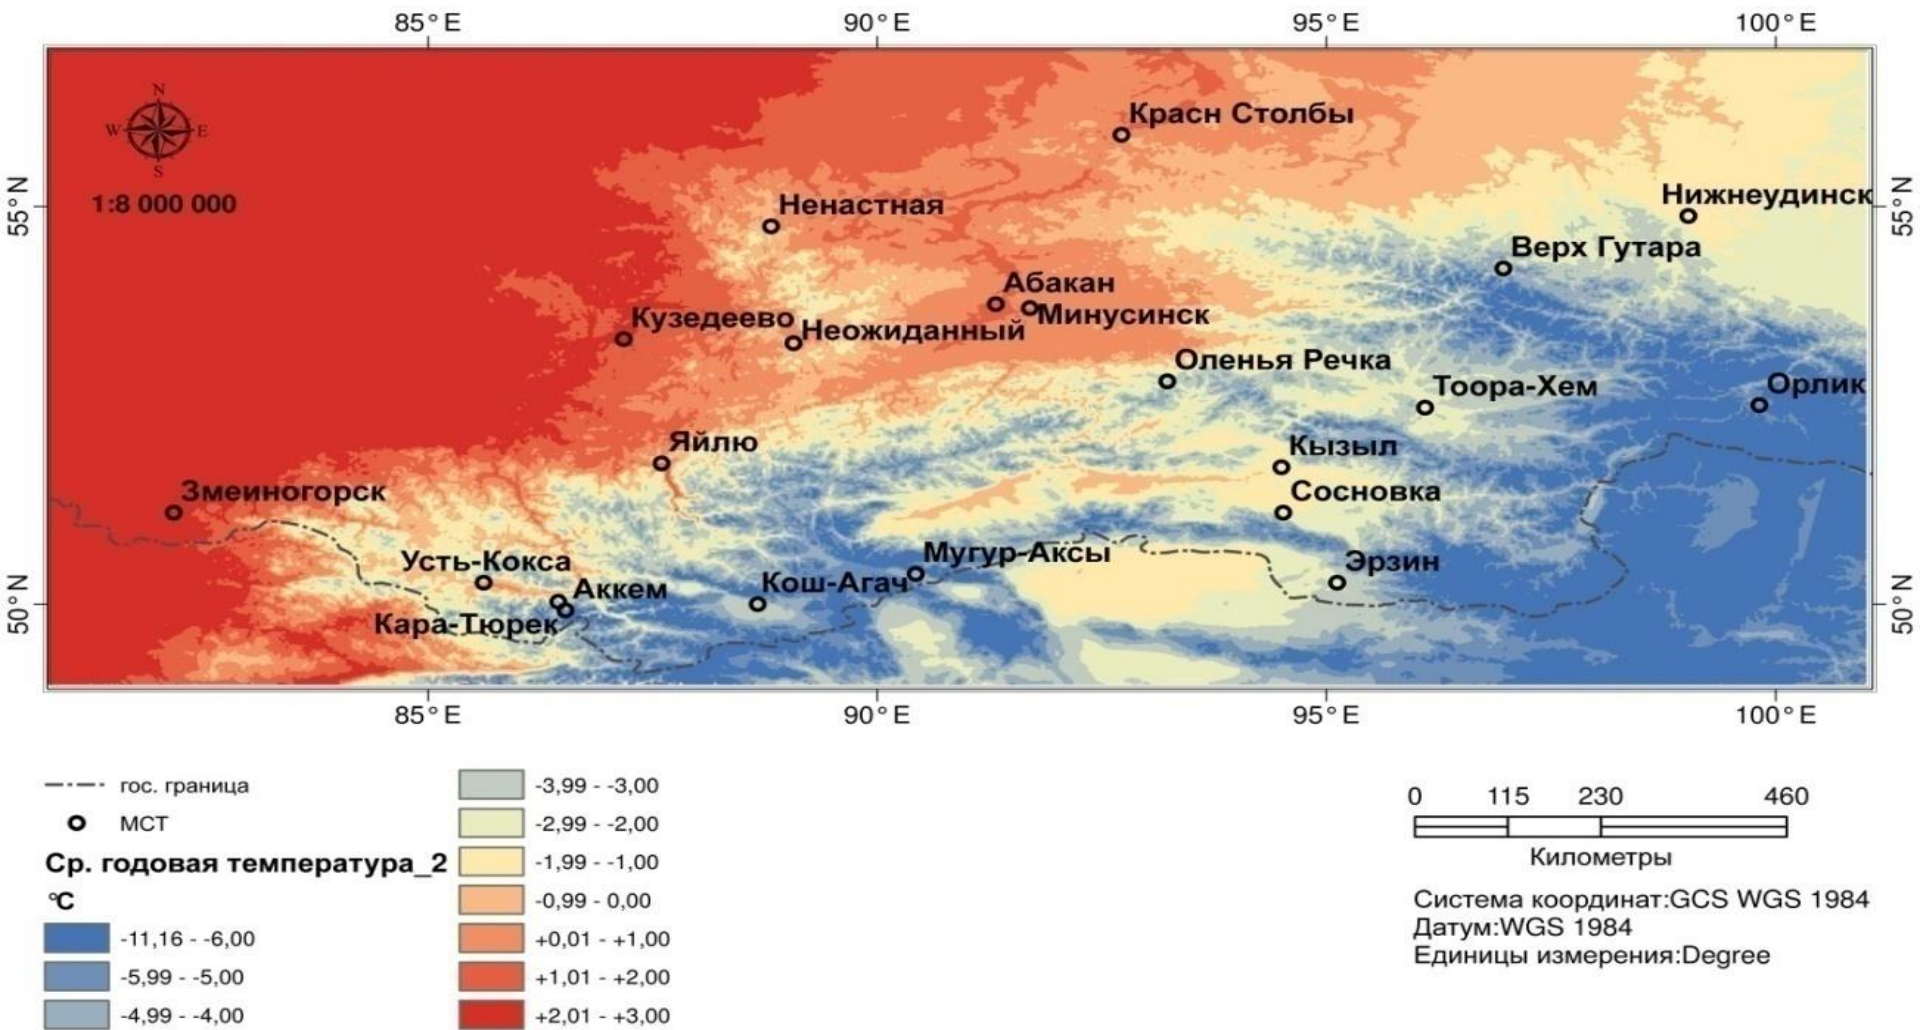 85°E 90°E 95°E 100°E
N
W E
S
1:8 000 000
55°N
55°N
50°N
50°N
Красн Столбы
Ненастная
Нижнеудинск
Верх Гутара
Абакан
Минусинск
Кузедеево
Неожиданный
Оленья Речка
Тоора-Хем
Орлик
Яйлю
Кызыл
Змеиногорск
Сосновка
Усть-Кокса
Мугур-Аксы
Эрзин
Аккем
Кош-Агач
Кара-Тюрек
85°E 90°E 95°E 100°E
гос. граница
МСТ
Ср. годовая температура_2
°C
-11,16 - -6,00
-5,99 - -5,00
-4,99 - -4,00
-3,99 - -3,00
-2,99 - -2,00
-1,99 - -1,00
-0,99 - 0,00
+0,01 - +1,00
+1,01 - +2,00
+2,01 - +3,00
0 115 230 460
Километры
Система координат:GCS WGS 1984
Датум:WGS 1984
Единицы измерения:Degree